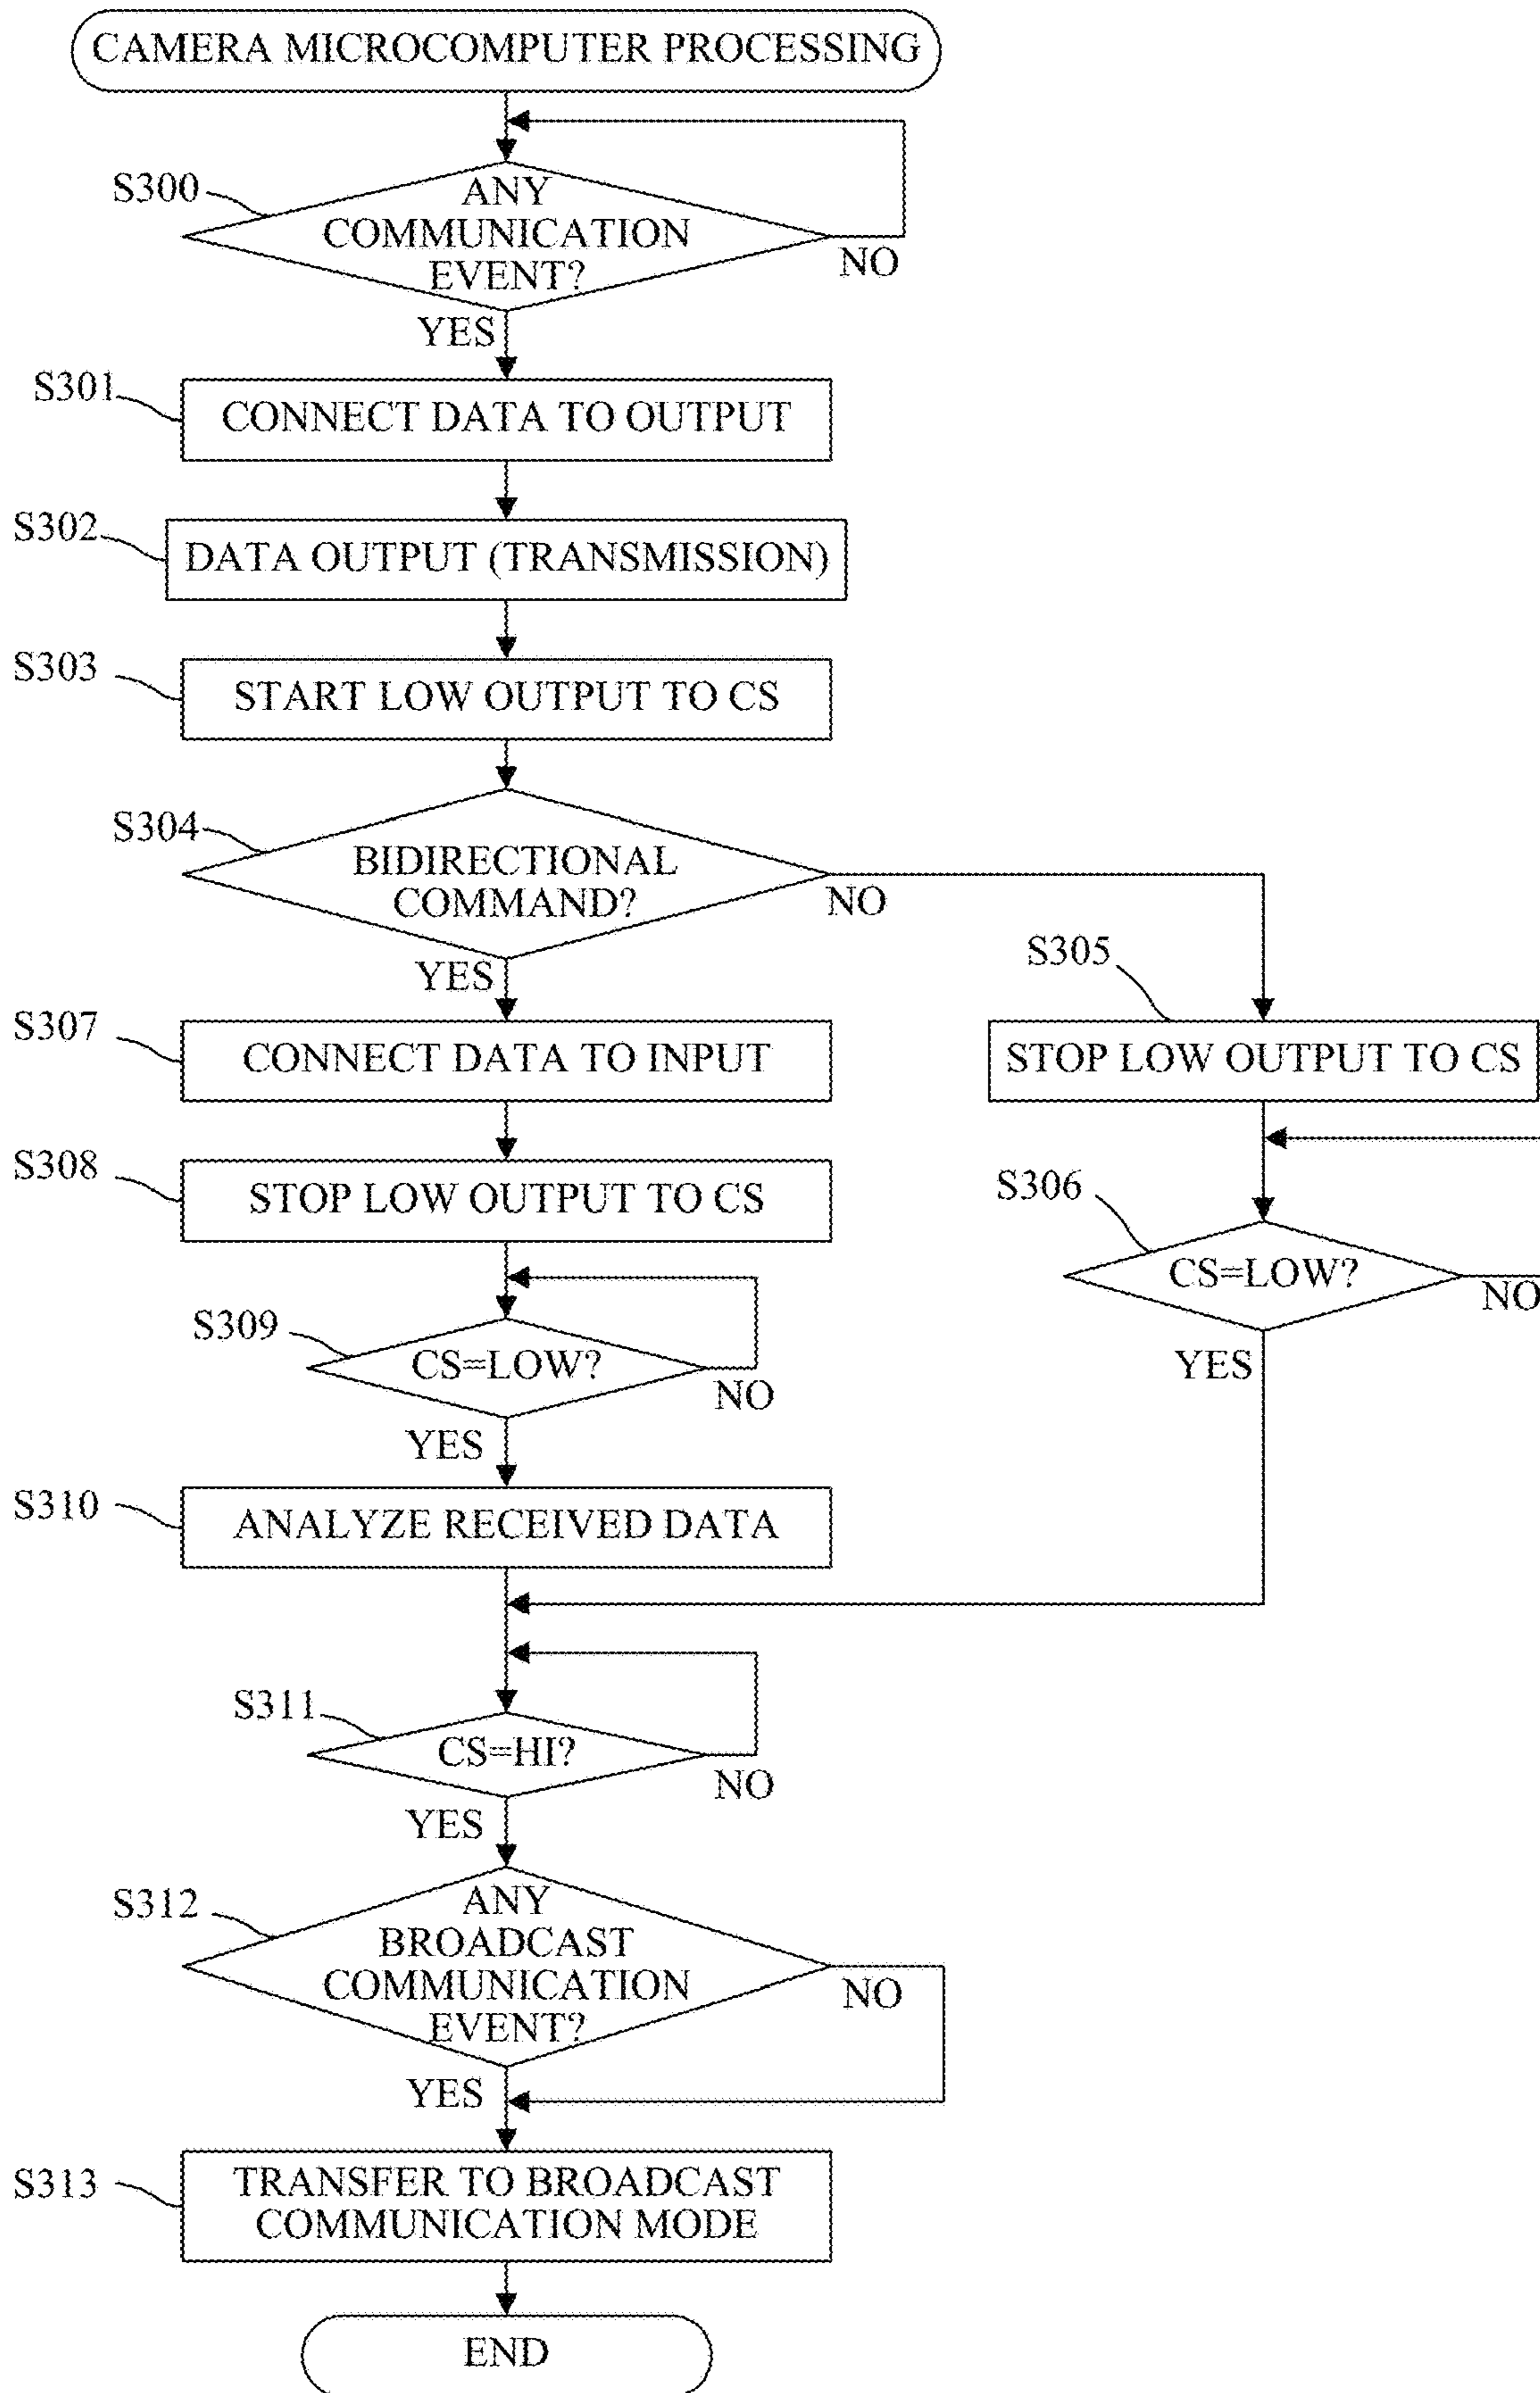 CAMERA MICROCOMPUTER PROCESSING
S300
ANY
COMMUNICATION
EVENT?
NO
YES
S301
CONNECT DATA TO OUTPUT
S302
DATA OUTPUT (TRANSMISSION)
S303
START LOW OUTPUT TO CS
S304
BIDIRECTIONAL
COMMAND?
NO
YES
S305
STOP LOW OUTPUT TO CS
S306
CS=LOW?
NO
YES
S307
CONNECT DATA TO INPUT
S308
STOP LOW OUTPUT TO CS
S309
CS=LOW?
NO
YES
S310
ANALYZE RECEIVED DATA
S311
CS=HI?
NO
YES
S312
ANY
BROADCAST
COMMUNICATION
EVENT?
NO
YES
S313
TRANSFER TO BROADCAST
COMMUNICATION MODE
END